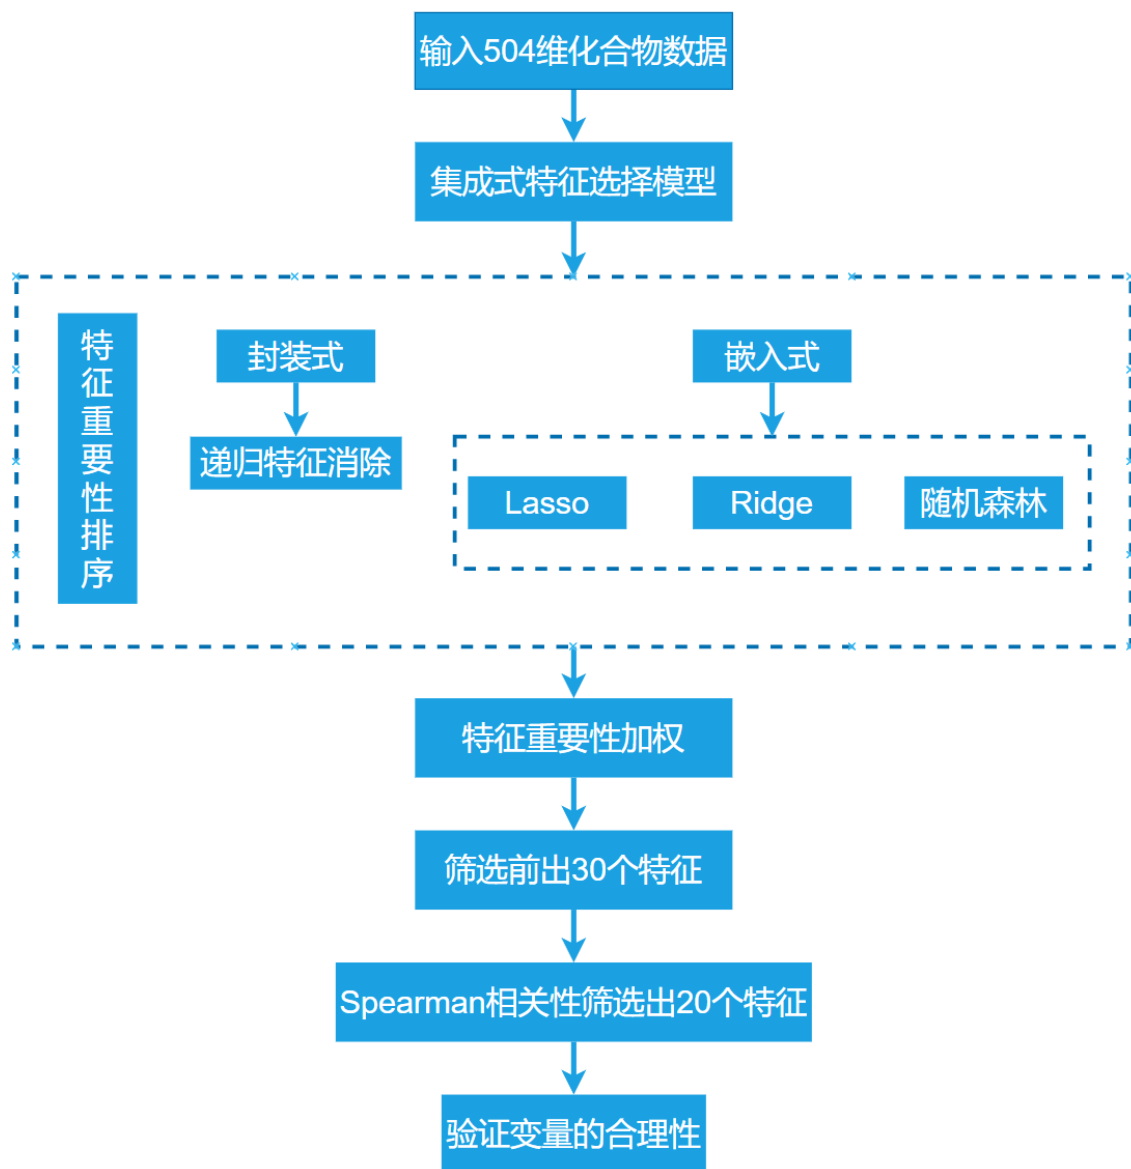 输入504维化合物数据
集成式特征选择模型
特征重要性排序
封装式
嵌入式
递归特征消除
Lasso
Ridge
随机森林
特征重要性加权
筛选前出30个特征
Spearman相关性筛选出20个特征
验证变量的合理性